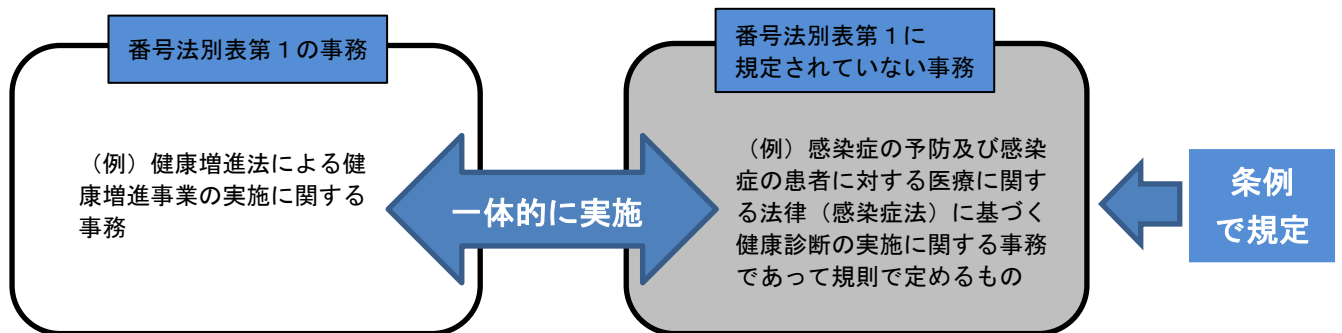 番号法別表第１の事務
（例）健康増進法による健
康増進事業の実施に関する
事務
一体的に実施
番号法別表第１に
規定されていない事務
（例）感染症の予防及び感染
症の患者に対する医療に関す
る法律（感染症法）に基づく
健康診断の実施に関する事務
であって規則で定めるもの
条例
で規定